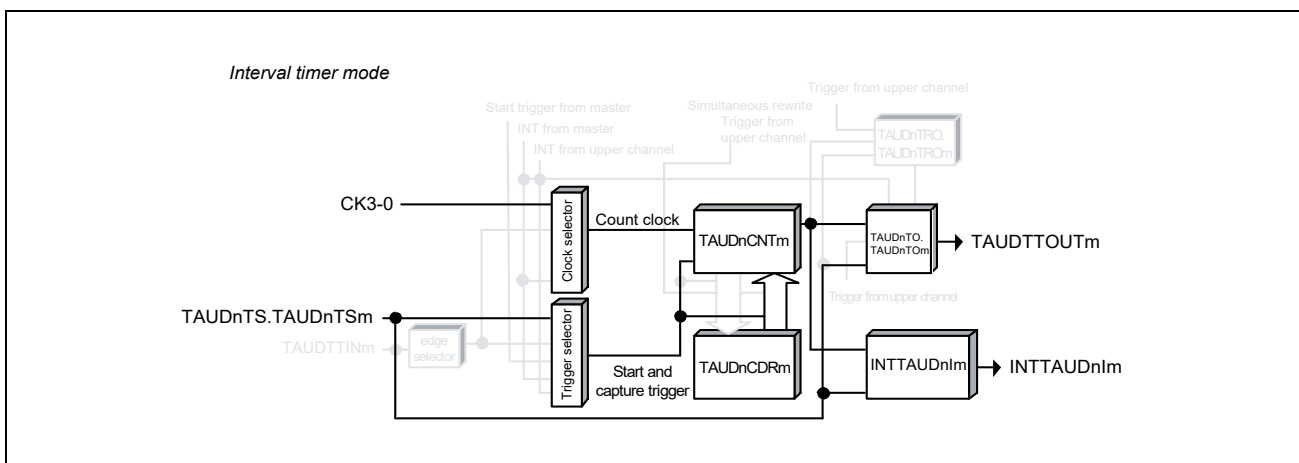 Interval timer mode
Trigger from upper channel
Start trigger from master
INT from master
INT from upper channel
Simultaneous rewrite
Trigger from
upper channel
TAUDnTRO.
TAUDnTROm
CK3-0
Clock selector
Count clock
TAUDnCNTm
TAUDnTO.
TAUDnTOm
TAUDTTOUTm
Trigger from upper channel
TAUDnTS.TAUDnTSm
TAUDTTINm
edge
selector
Trigger selector
Start and
capture trigger
TAUDnCDRm
INTTAUDnIm
INTTAUDnIm